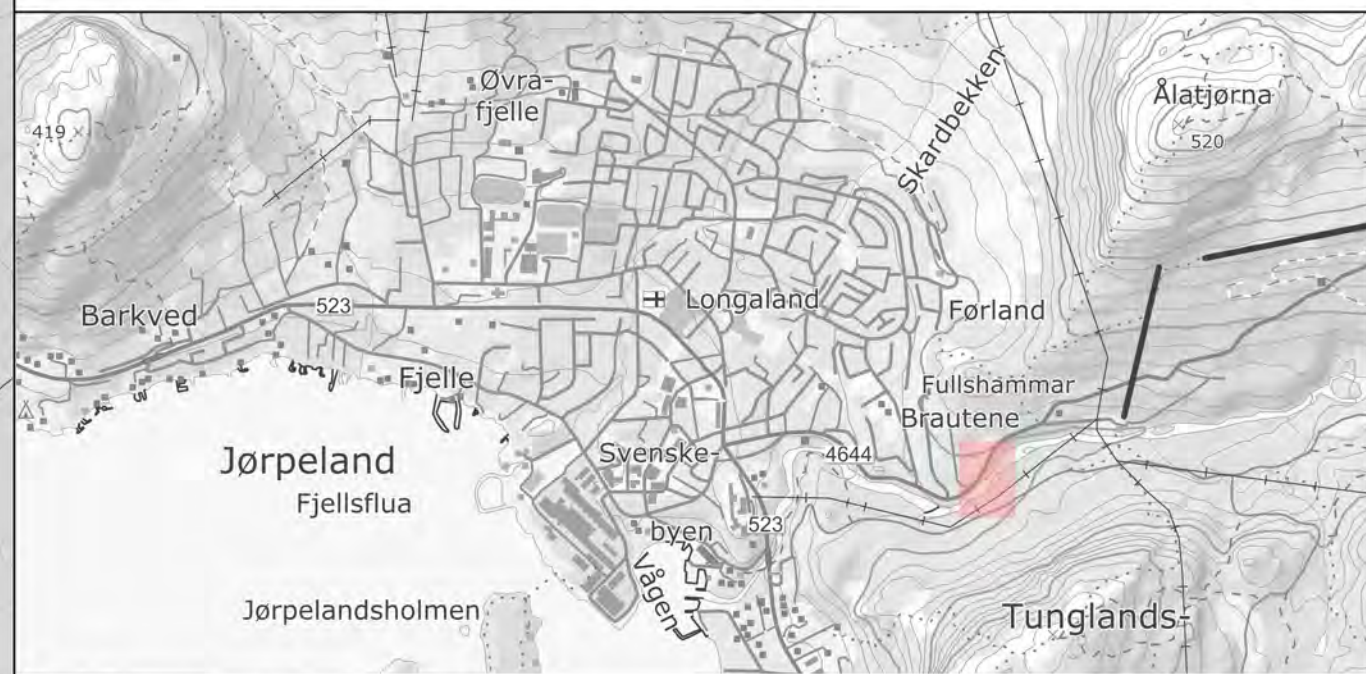 Øvra-
fjelle
Skardbekken
Ålatjørna
520
419
Barkved
523
Longaland
Førland
Fjelle
Fullshammar
Brautene
Jørpeland
Fjellsflua
Svenske-
byen
4644
523
Vågen
Jørpelandsholmen
Tunglands-